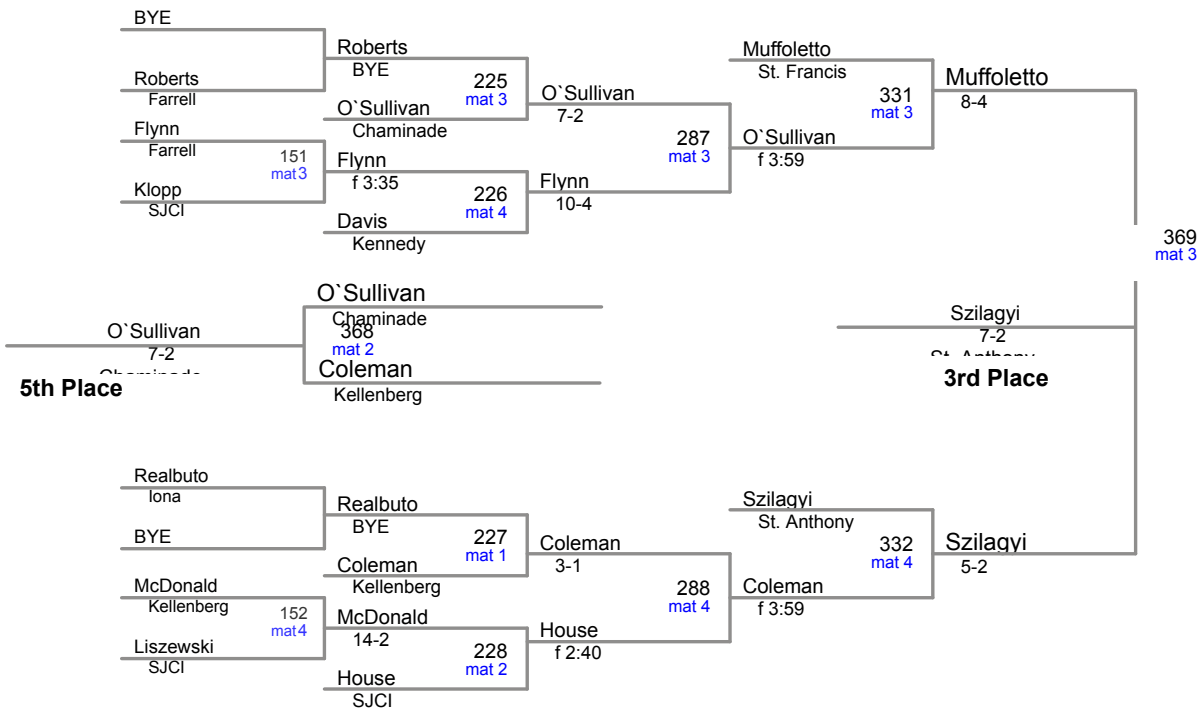 BYE
Roberts
Farrell
Flynn
Farrell
Klopp
SJCI
151
mat 3
Roberts
BYE
O`Sullivan
Chaminade
225
mat 3
Flynn
f 3:35
Davis
Kennedy
226
mat 4
O`Sullivan
7-2
Flynn
10-4
287
mat 3
Muffoletto
St. Francis
O`Sullivan
f 3:59
331
mat 3
Muffoletto
8-4
369
mat 3
O`Sullivan
Chaminade
368
mat 2
Coleman
Kellenberg
O`Sullivan
7-2
Chaminade
5th Place
Szilagyi
7-2
St. Anthony
3rd Place
Realbuto
Iona
BYE
McDonald
Kellenberg
Liszewski
SJCI
152
mat 4
Realbuto
BYE
Coleman
Kellenberg
227
mat 1
McDonald
14-2
House
SJCI
228
mat 2
Coleman
3-1
House
f 2:40
288
mat 4
Szilagyi
St. Anthony
Coleman
f 3:59
332
mat 4
Szilagyi
5-2